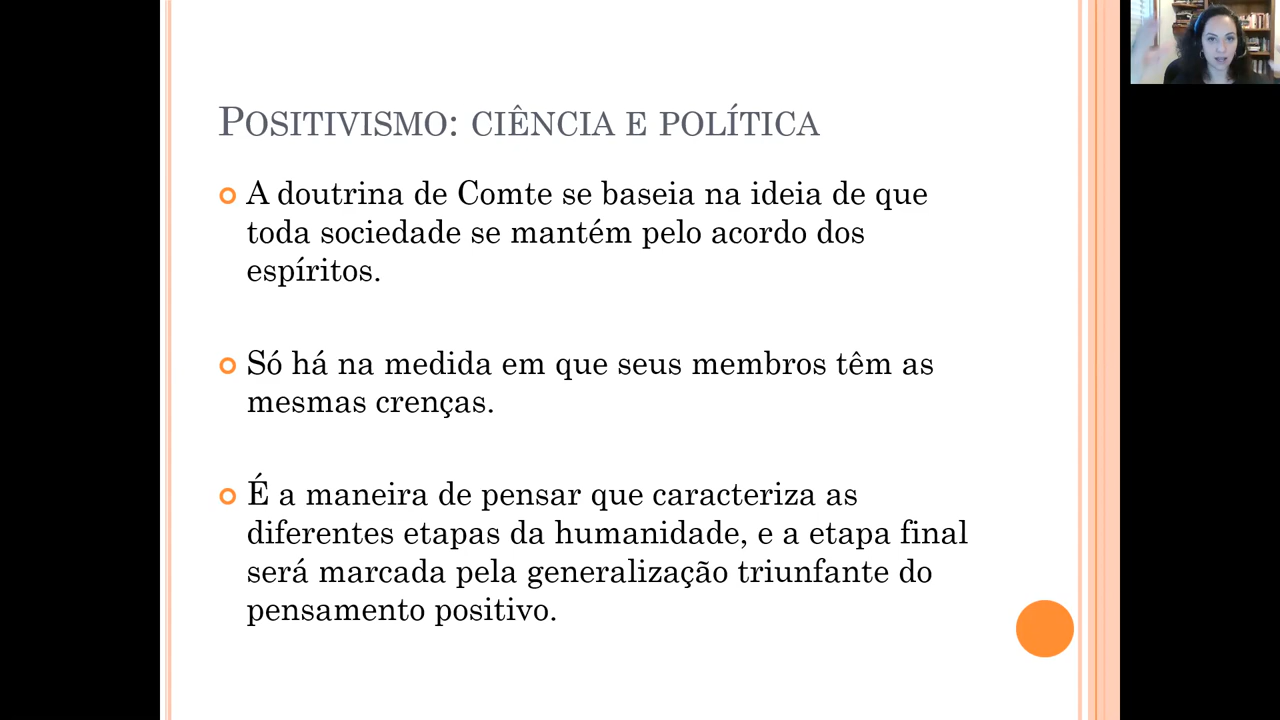 Positivismo: ciência e política
A doutrina de Comte se baseia na ideia de que
toda sociedade se mantém pelo acordo dos
espíritos.
Só há na medida em que seus membros têm as
mesmas crenças.
É a maneira de pensar que caracteriza as
diferentes etapas da humanidade, e a etapa final
será marcada pela generalização triunfante do
pensamento positivo.